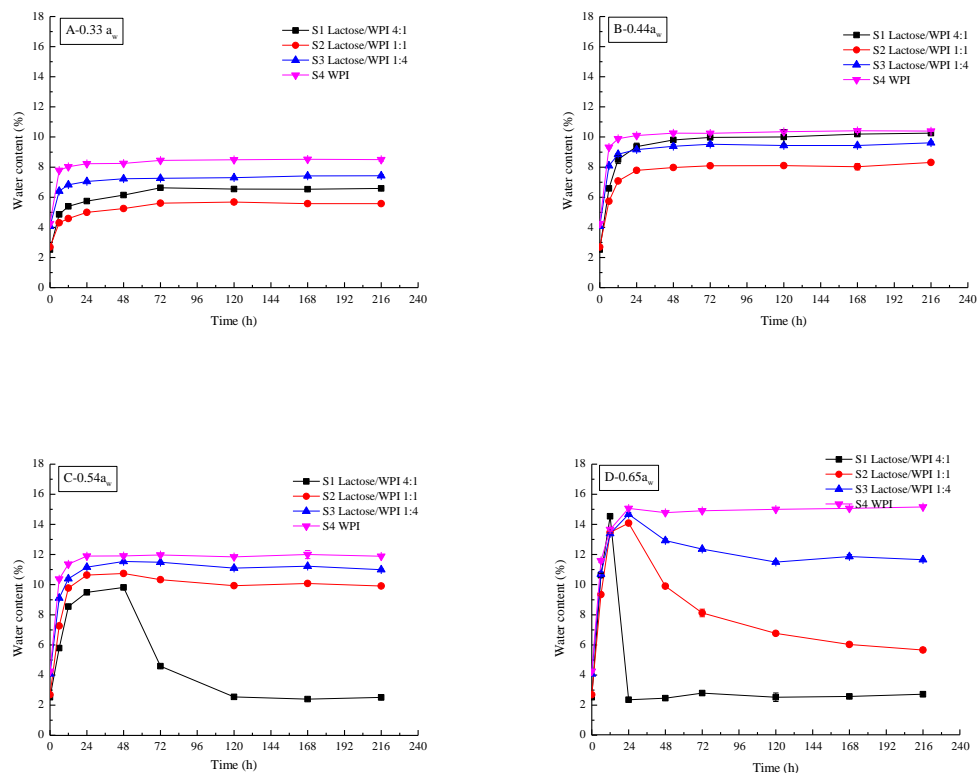 A-0.33 a_w
S1 Lactose/WPI 4:1
S2 Lactose/WPI 1:1
S3 Lactose/WPI 1:4
S4 WPI
Water content (%)
18
16
14
12
10
8
6
4
2
0
0 24 48 72 96 120 144 168 192 216 240
Time (h)
B-0.44a_w
S1 Lactose/WPI 4:1
S2 Lactose/WPI 1:1
S3 Lactose/WPI 1:4
S4 WPI
Water content (%)
18
16
14
12
10
8
6
4
2
0
0 24 48 72 96 120 144 168 192 216 240
Time (h)
C-0.54a_w
S1 Lactose/WPI 4:1
S2 Lactose/WPI 1:1
S3 Lactose/WPI 1:4
S4 WPI
Water content (%)
18
16
14
12
10
8
6
4
2
0
0 24 48 72 96 120 144 168 192 216 240
Time (h)
D-0.65a_w
S1 Lactose/WPI 4:1
S2 Lactose/WPI 1:1
S3 Lactose/WPI 1:4
S4 WPI
Water content (%)
18
16
14
12
10
8
6
4
2
0
0 24 48 72 96 120 144 168 192 216 240
Time (h)